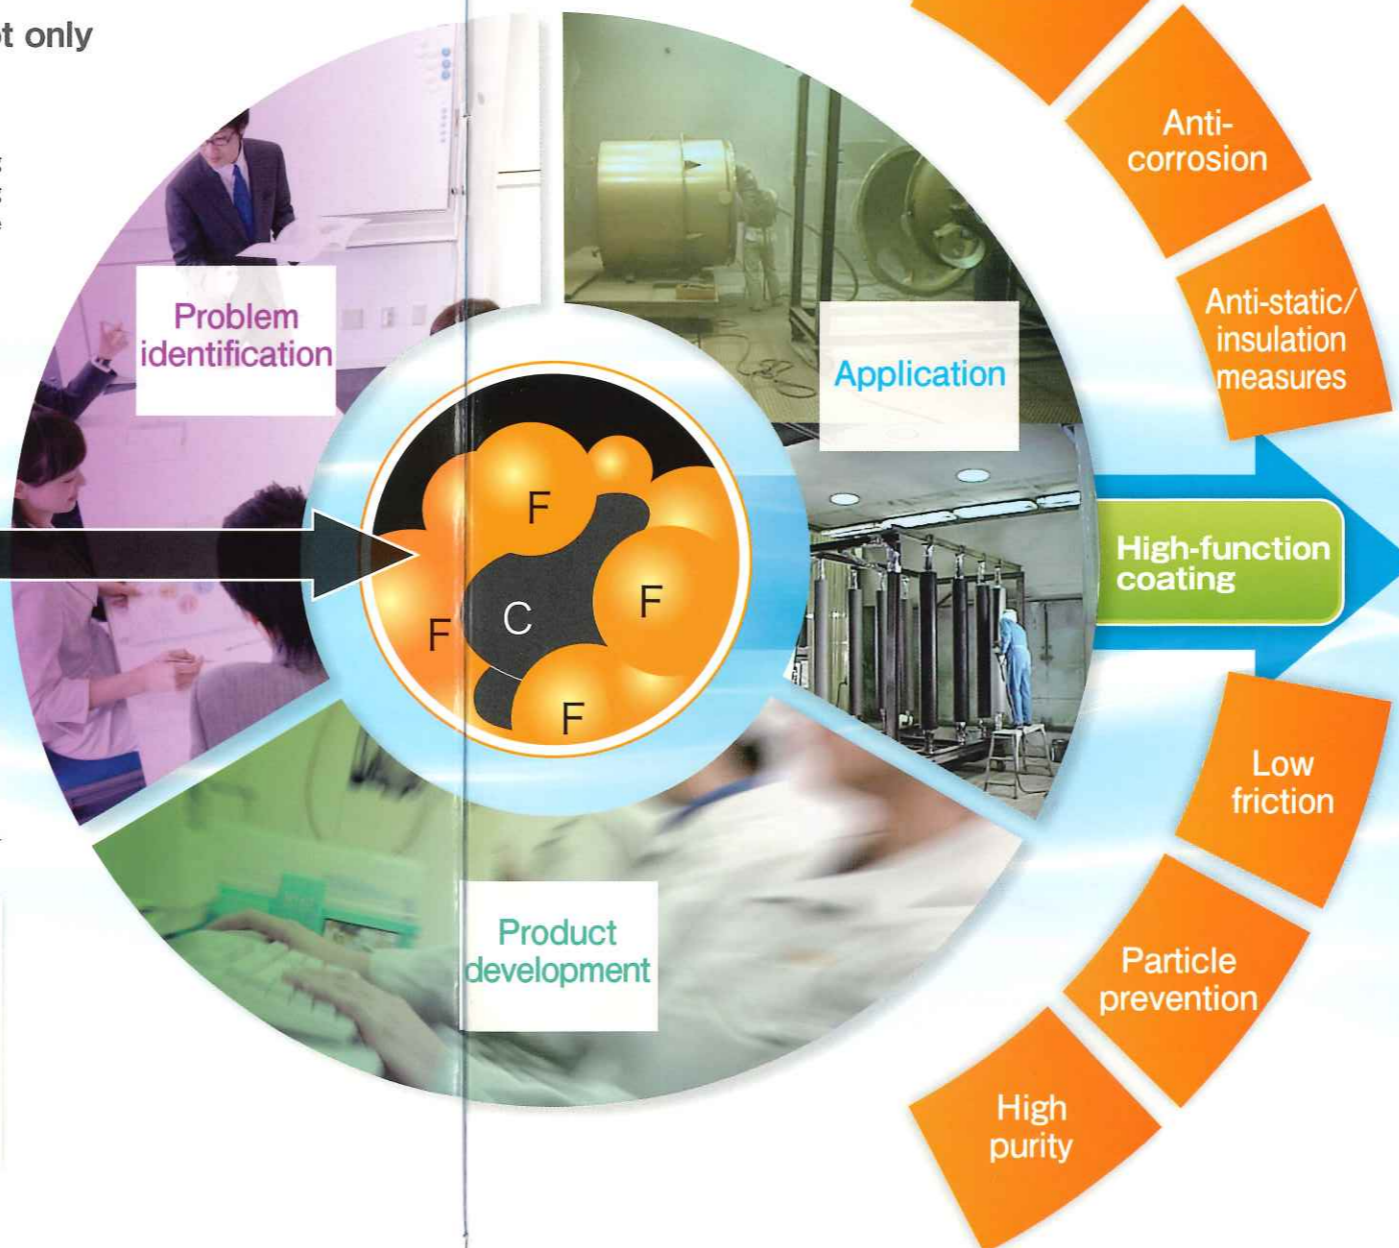 only
Anti-
corrosion
Anti-static/
insulation
measures
Problem
identification
Application
F
F
F
C
F
High-function
coating
Low
friction
Product
development
Particle
prevention
High
purity